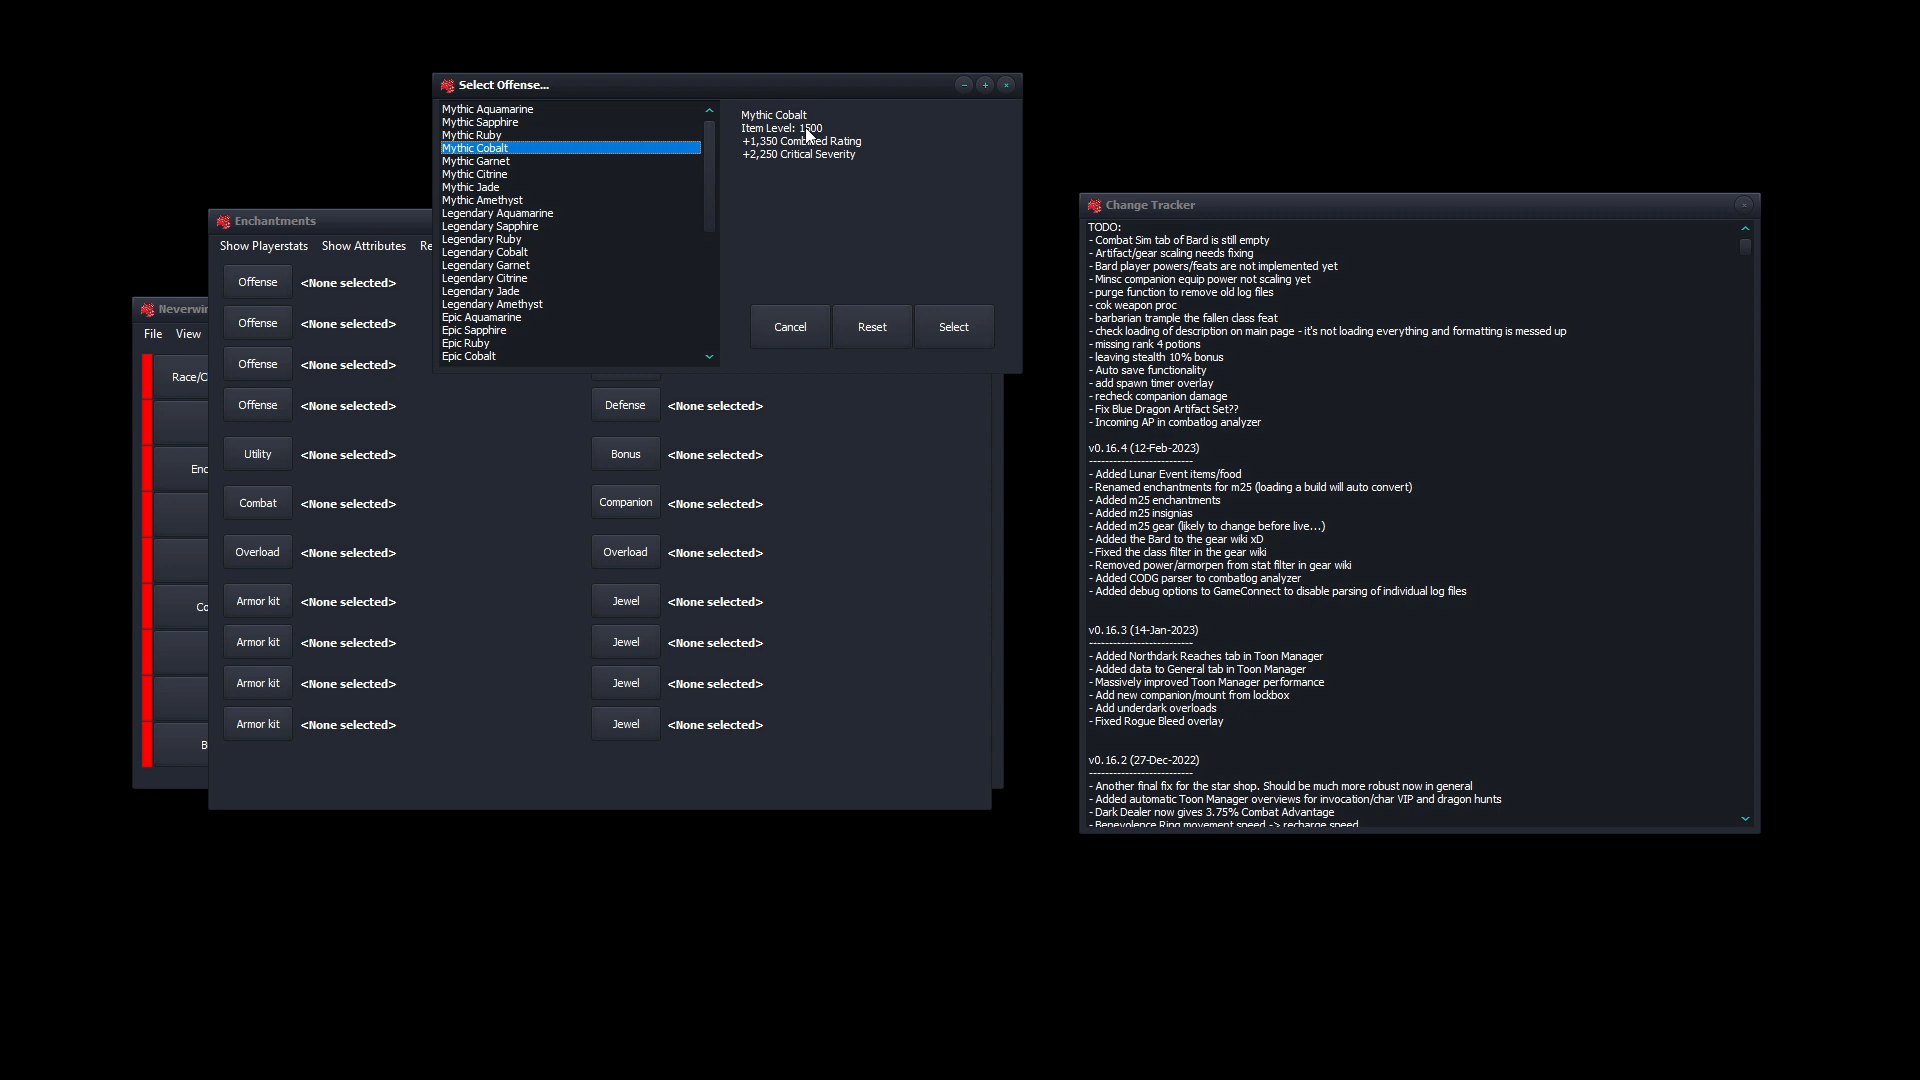 Select Offense...
Mythic Aquamarine
Mythic Sapphire
Mythic Ruby
Mythic Cobalt
Mythic Garnet
Mythic Citrine
Mythic Jade
Mythic Amethyst
Legendary Aquamarine
Legendary Sapphire
Legendary Ruby
Legendary Cobalt
Legendary Garnet
Legendary Citrine
Legendary Jade
Legendary Amethyst
Epic Aquamarine
Epic Sapphire
Epic Ruby
Epic Cobalt
Mythic Cobalt
Item Level: 1500
+1,350 Combined Rating
+2,250 Critical Severity
Cancel Reset Select
Enchantments
Show Playerstats Show Attributes Re
Offense <None selected>
Offense <None selected>
Offense <None selected>
Offense <None selected> Defense <None selected>
Utility <None selected> Bonus <None selected>
Combat <None selected> Companion <None selected>
Overload <None selected> Overload <None selected>
Armor kit <None selected> Jewel <None selected>
Armor kit <None selected> Jewel <None selected>
Armor kit <None selected> Jewel <None selected>
Armor kit <None selected> Jewel <None selected>
Neverwin
File View
Race/C
Enc
Co
B
Change Tracker
TODO:
- Combat Sim tab of Bard is still empty
- Artifact/gear scaling needs fixing
- Bard player powers/feats are not implemented yet
- Minsc companion equip power not scaling yet
- purge function to remove old log files
- cok weapon proc
- barbarian trample the fallen class feat
- check loading of description on main page - it's not loading everything and formatting is messed up
- missing rank 4 potions
- leaving stealth 10% bonus
- Auto save functionality
- add spawn timer overlay
- recheck companion damage
- Fix Blue Dragon Artifact Set??
- Incoming AP in combatlog analyzer
v0.16.4 (12-Feb-2023)
--------------------------
- Added Lunar Event items/food
- Renamed enchantments for m25 (loading a build will auto convert)
- Added m25 enchantments
- Added m25 insignias
- Added m25 gear (likely to change before live...)
- Added the Bard to the gear wiki xD
- Fixed the class filter in the gear wiki
- Removed power/armorpen from stat filter in gear wiki
- Added CODG parser to combatlog analyzer
- Added debug options to GameConnect to disable parsing of individual log files
v0.16.3 (14-Jan-2023)
--------------------------
- Added Northdark Reaches tab in Toon Manager
- Added data to General tab in Toon Manager
- Massively improved Toon Manager performance
- Add new companion/mount from lockbox
- Add underdark overloads
- Fixed Rogue Bleed overlay
v0.16.2 (27-Dec-2022)
--------------------------
- Another final fix for the star shop. Should be much more robust now in general
- Added automatic Toon Manager overviews for invocation/char VIP and dragon hunts
- Dark Dealer now gives 3.75% Combat Advantage
- Benevolence Ring movement speed -> recharge speed